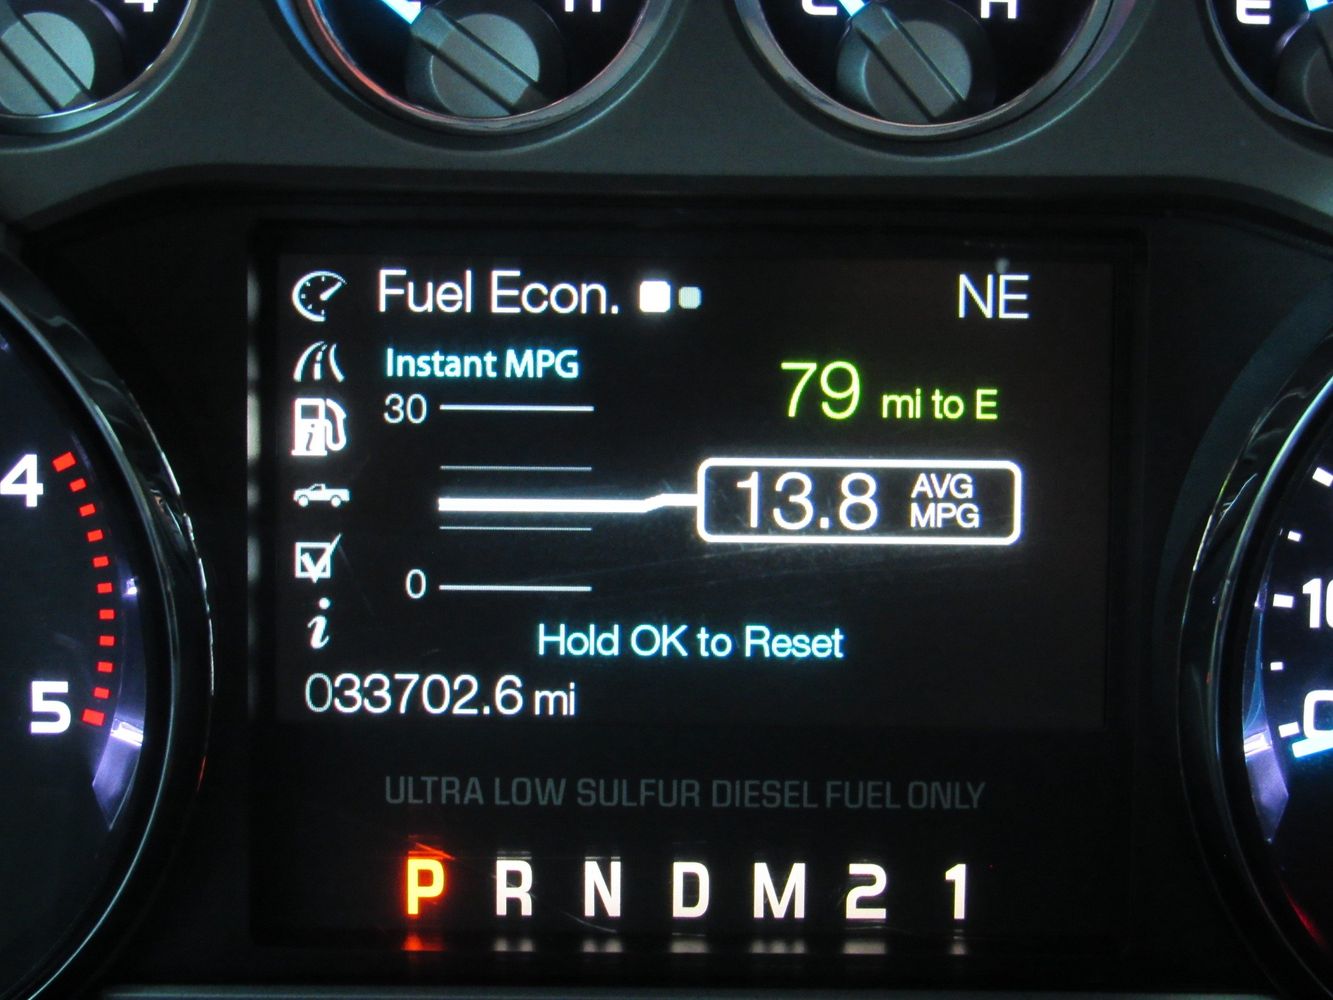 4
C H
C H
E
Fuel Econ. NE
Instant MPG
30
79 mi to E
13.8 AVG MPG
0
Hold OK to Reset
033702.6 mi
4
5
ULTRA LOW SULFUR DIESEL FUEL ONLY
P R N D M 2 1